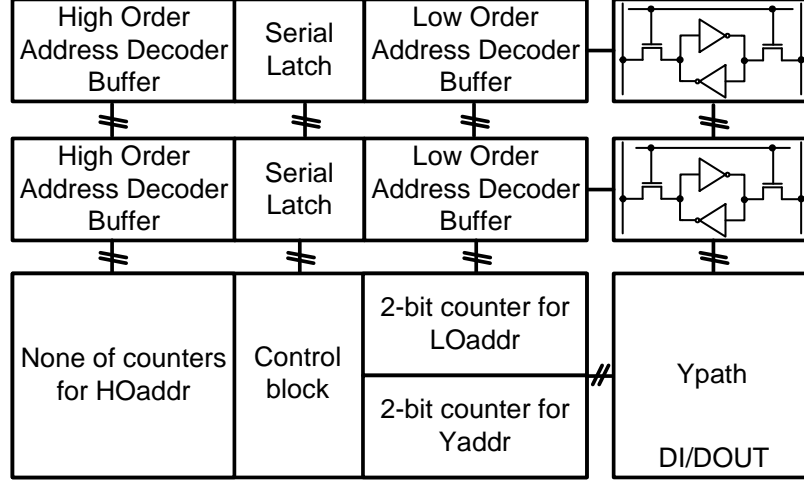 High Order
Address Decoder
Buffer
Serial
Latch
Low Order
Address Decoder
Buffer
High Order
Address Decoder
Buffer
Serial
Latch
Low Order
Address Decoder
Buffer
None of counters
for HOaddr
Control
block
2-bit counter for
LOaddr
2-bit counter for
Yaddr
Ypath
DI/DOUT